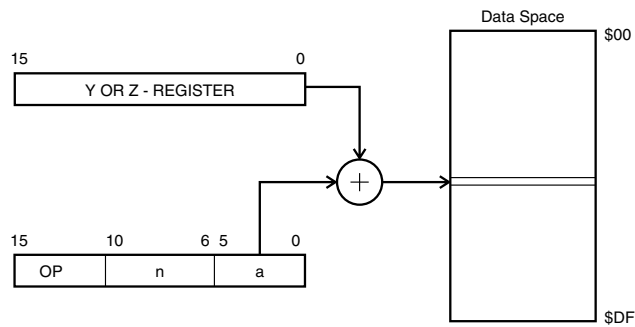 Data Space
$00
15 0
Y OR Z - REGISTER
+
15 10 6 5 0
OP n a
$DF